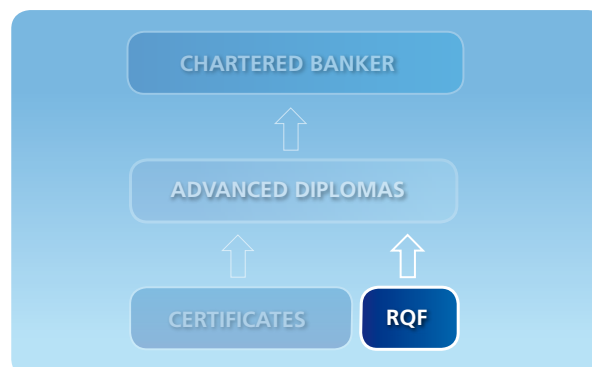 CHARTERED BANKER
ADVANCED DIPLOMAS
CERTIFICATES
RQF